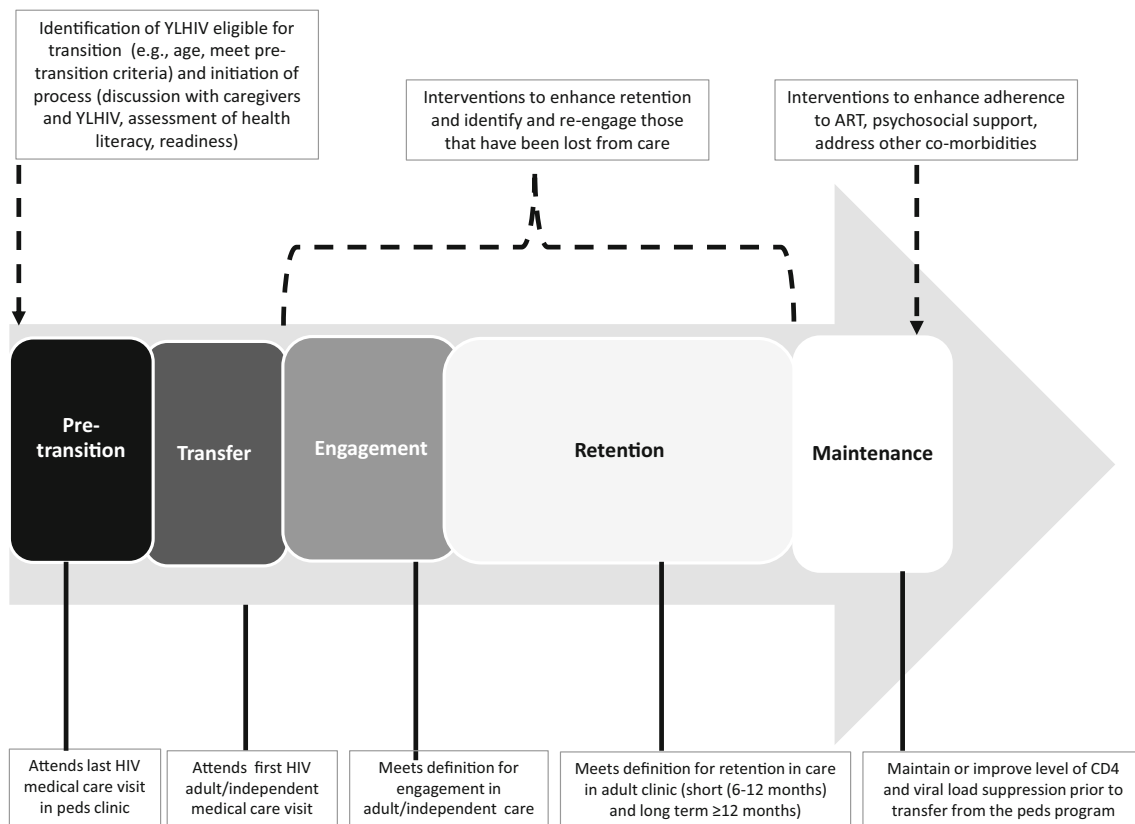 Identification of YLHIV eligible for
transition  (e.g., age, meet pre-
transition criteria) and initiation of
process (discussion with caregivers
and YLHIV, assessment of health
literacy, readiness)
Interventions to enhance retention
and identify and re-engage those
that have been lost from care
Interventions to enhance adherence
to ART, psychosocial support,
address other co-morbidities
Pre-
transition
Transfer
Engagement
Retention
Maintenance
Attends last HIV
medical care visit
in peds clinic
Attends  first HIV
adult/independent
medical care visit
Meets definition for
engagement in
adult/independent  care
Meets definition for retention in care
in adult clinic (short (6-12 months)
and long term ≥12 months)
Maintain or improve level of CD4
and viral load suppression prior to
transfer from the peds program